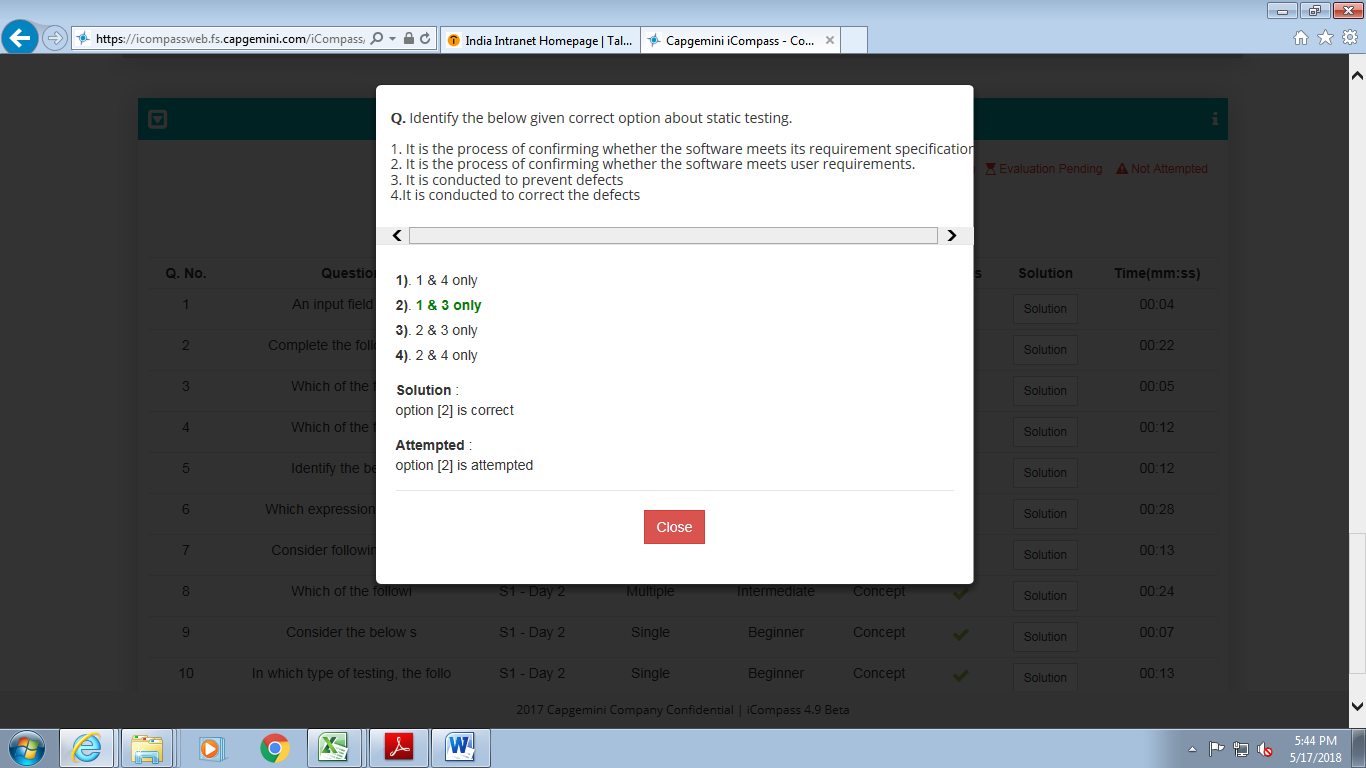 https://icompassweb.fs.capgemini.com/iCompass,
India Intranet Homepage | Tal...
Capgemini iCompass - Co...
Q. Identify the below given correct option about static testing.
1. It is the process of confirming whether the software meets its requirement specification
2. It is the process of confirming whether the software meets user requirements.
3. It is conducted to prevent defects
4.It is conducted to correct the defects
Evaluation Pending Not Attempted
1). 1 & 4 only
2). 1 & 3 only
3). 2 & 3 only
4). 2 & 4 only
Solution :
option [2] is correct
Attempted :
option [2] is attempted
Close
Q. No. Question Solution Time(mm:ss)
1 An input field Solution 00:04
2 Complete the foll Solution 00:22
3 Which of the f Solution 00:05
4 Which of the f Solution 00:12
5 Identify the be Solution 00:12
6 Which expression Solution 00:28
7 Consider followin Solution 00:13
8 Which of the followi S1 - Day 2 Multiple Intermediate Concept Solution 00:24
9 Consider the below s S1 - Day 2 Single Beginner Concept Solution 00:07
10 In which type of testing, the follo S1 - Day 2 Single Beginner Concept Solution 00:13
2017 Capgemini Company Confidential | iCompass 4.9 Beta
5:44 PM
5/17/2018